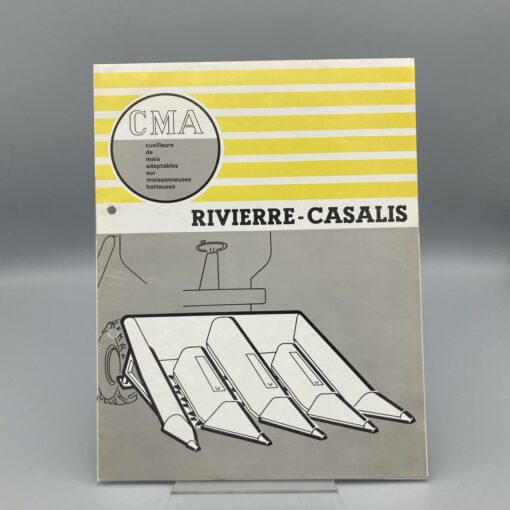 CMA
cueilleurs
de
maïs
adaptables
sur
moissonneuses
batteuses
RIVIERRE-CASALIS